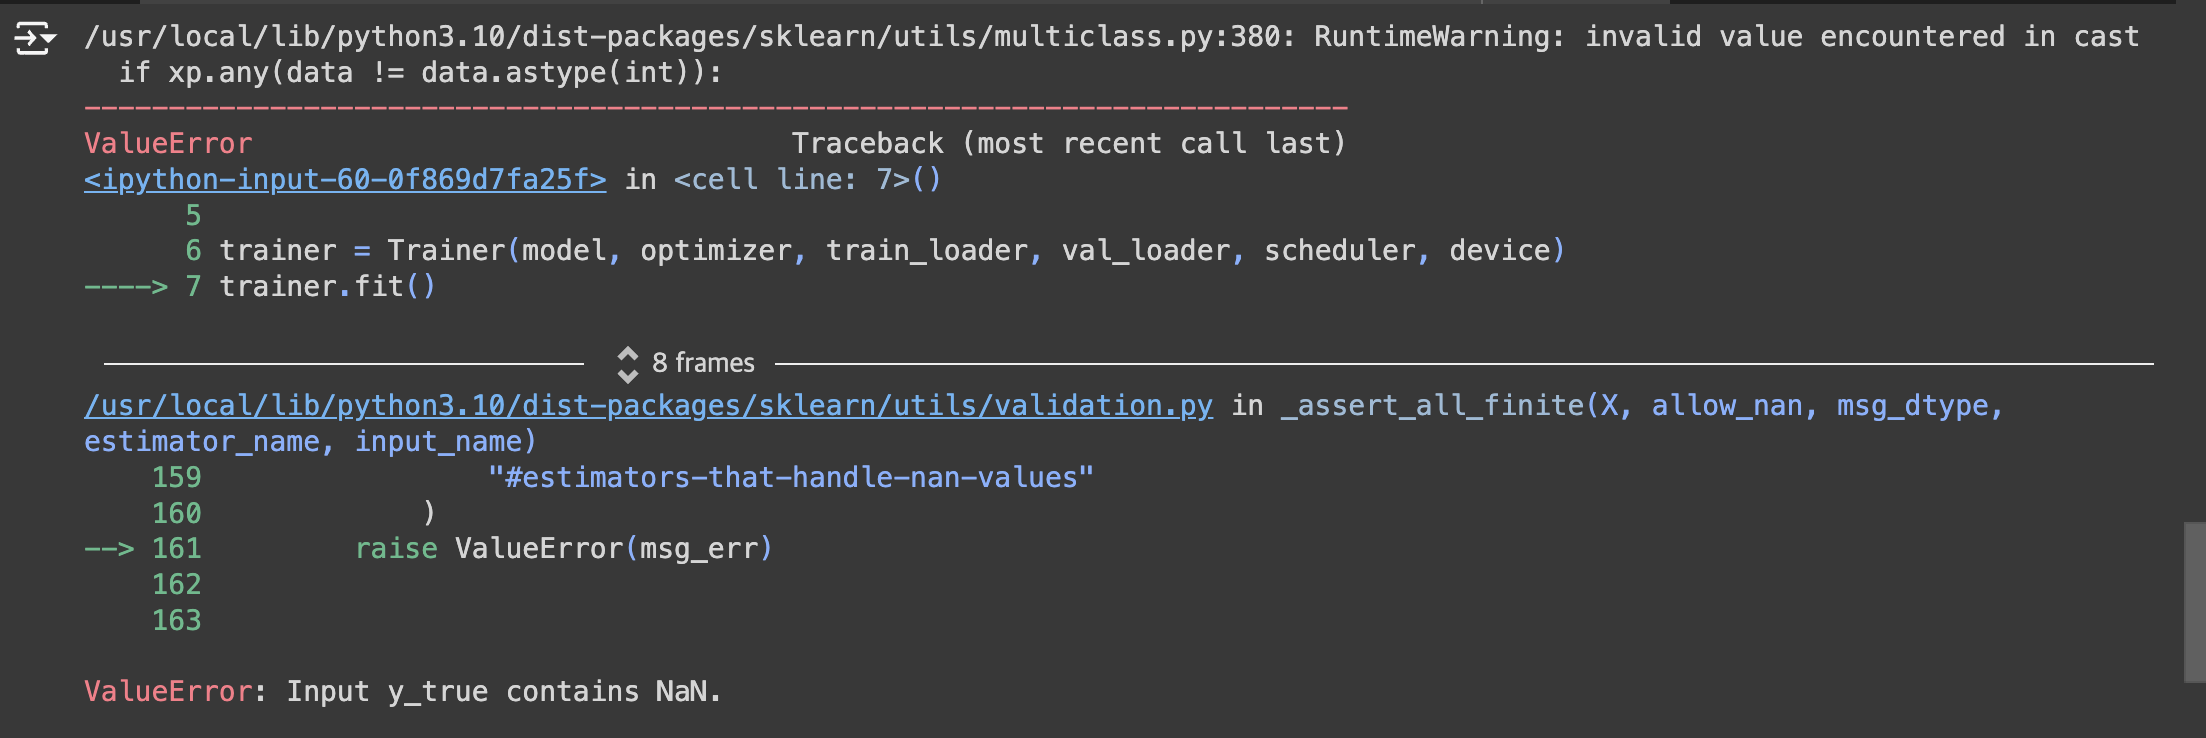 /usr/local/lib/python3.10/dist-packages/sklearn/utils/multiclass.py:380: RuntimeWarning: invalid value encountered in cast
  if xp.any(data != data.astype(int)):
---------------------------------------------------------------------------
ValueError                                Traceback (most recent call last)
<ipython-input-60-0f869d7fa25f> in <cell line: 7>()
      5
      6 trainer = Trainer(model, optimizer, train_loader, val_loader, scheduler, device)
----> 7 trainer.fit()
8 frames
/usr/local/lib/python3.10/dist-packages/sklearn/utils/validation.py in _assert_all_finite(X, allow_nan, msg_dtype,
estimator_name, input_name)
    159                 "#estimators-that-handle-nan-values"
    160             )
--> 161         raise ValueError(msg_err)
    162
    163
ValueError: Input y_true contains NaN.